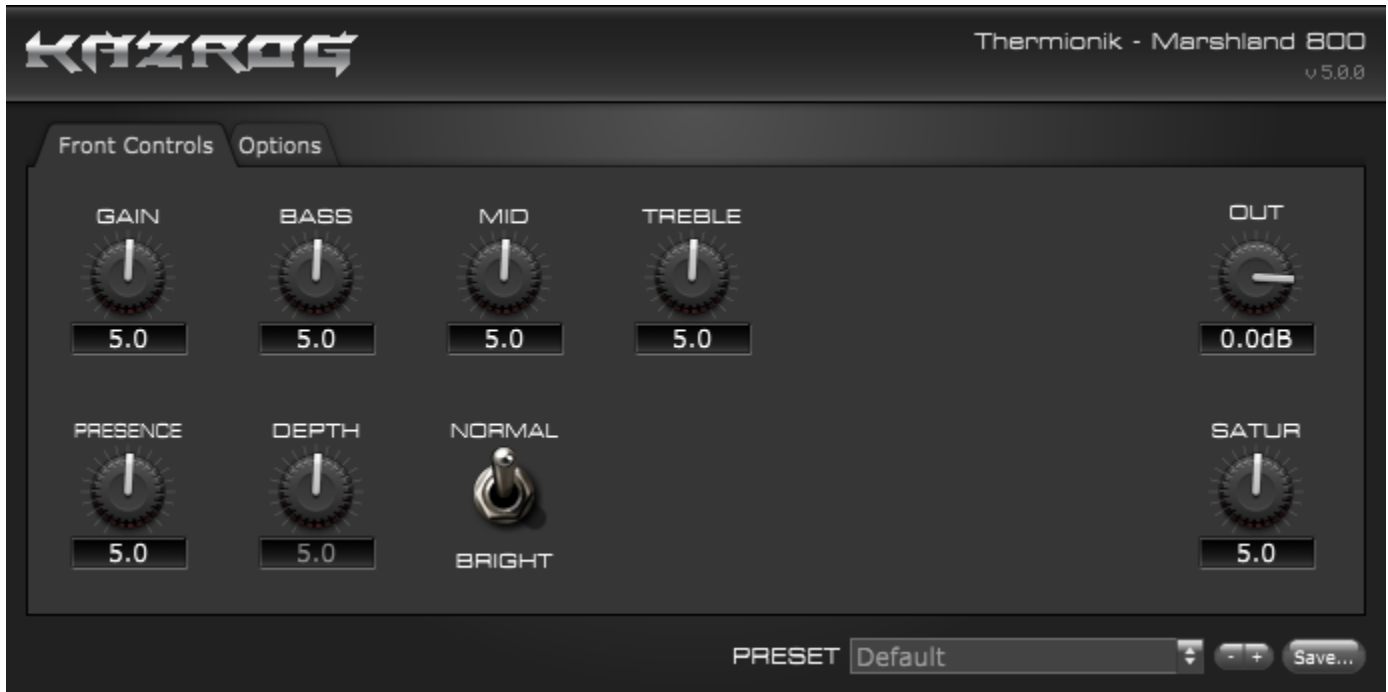 KAZROG
Thermionik - Marshland 800
v 5.0.0
Front Controls Options
GAIN BASS MID TREBLE OUT
5.0 5.0 5.0 5.0 0.0dB
PRESENCE DEPTH NORMAL SATUR
5.0 5.0 BRIGHT 5.0
PRESET Default - + Save...